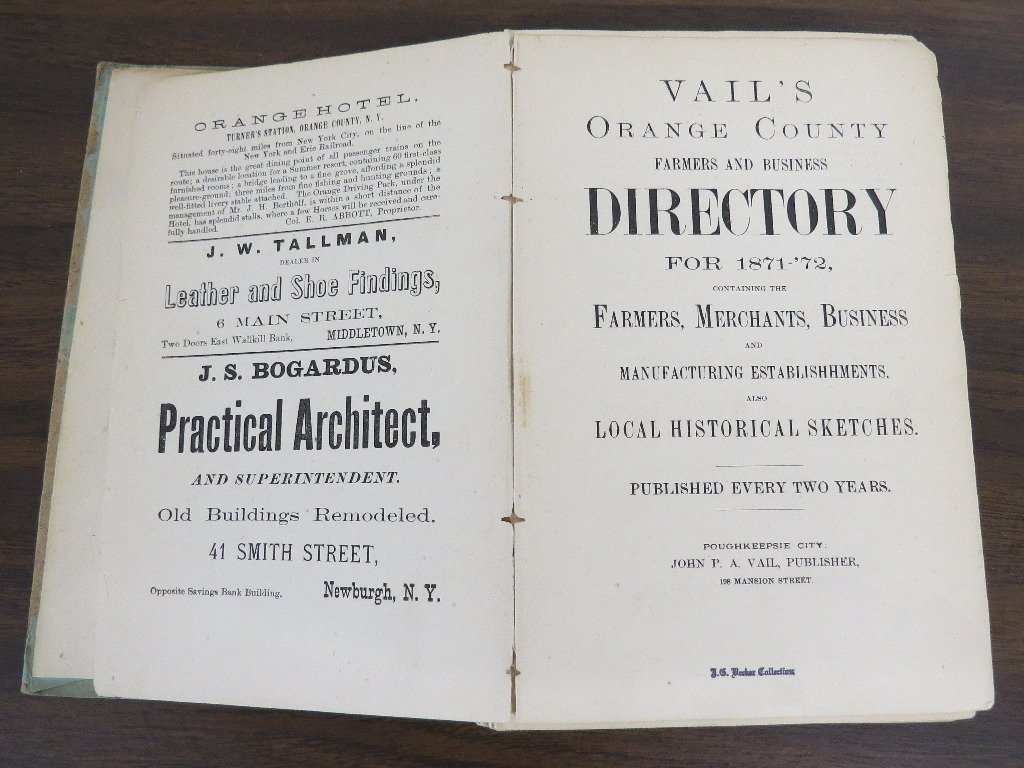 ORANGE HOTEL,
TURNER'S STATION, ORANGE COUNTY, N. Y.
Situated forty-eight miles from New York City, on the line of the
New York and Erie Railroad.
This house is the great dining point of all passenger trains on the
route; a desirable location for a Summer resort, containing 60 first-class
furnished rooms; a bridge leading to a fine grove, affording a splendid
pleasure-ground; three miles from fine fishing and hunting grounds; a
well-fitted livery stable attached. The Orange Driving Park, under the
management of Mr. J. H. Berthalf, is within a short distance of the
Hotel, has splendid stalls, where a few Horses will be received and care-
fully handled. Col. E. R. ABBOTT, Proprietor.
J. W. TALLMAN,
DEALER IN
Leather and Shoe Findings,
6 MAIN STREET,
Two Doors East Wallkill Bank, MIDDLETOWN, N. Y.
J. S. BOGARDUS,
Practical Architect,
AND SUPERINTENDENT.
Old Buildings Remodeled.
41 SMITH STREET,
Opposite Savings Bank Building, Newburgh, N. Y.
VAIL'S
ORANGE COUNTY
FARMERS AND BUSINESS
DIRECTORY
FOR 1871-'72,
CONTAINING THE
FARMERS, MERCHANTS, BUSINESS
AND
MANUFACTURING ESTABLISHHMENTS.
ALSO
LOCAL HISTORICAL SKETCHES.
PUBLISHED EVERY TWO YEARS.
POUGHKEEPSIE CITY.
JOHN P. A. VAIL, PUBLISHER,
198 MANSION STREET.
J.G. Becker Collection